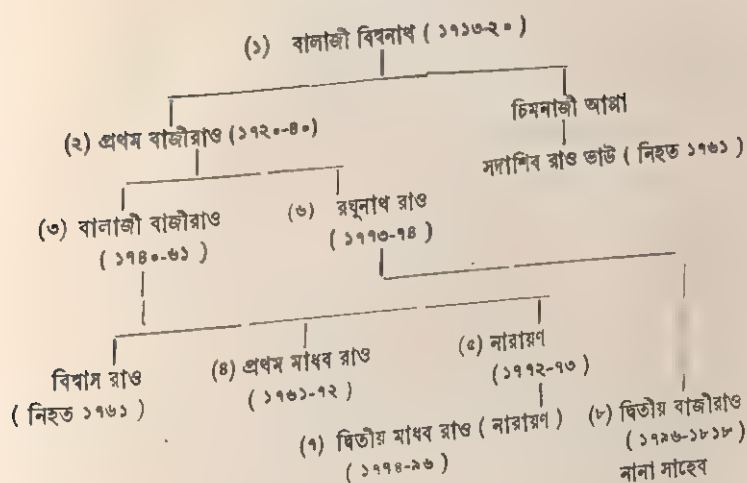 (১) বালাজী বিশ্বনাথ (১৭১৩-২০)
চিমনাজী আপ্পা
(২) প্রথম বাজীরাও (১৭২০-৪০)
সদাশিব রাও ভাউ (নিহত ১৭৬১)
(৩) বালাজী বাজীরাও
(১৭৪০-৬১)
(৬) রঘুনাথ রাও
(১৭৭৩-৭৪)
বিশ্বাস রাও
(নিহত ১৭৬১)
(৪) প্রথম মাধব রাও
(১৭৬১-৭২)
(৫) নারায়ণ
(১৭৭২-৭৩)
(৭) দ্বিতীয় মাধব রাও (নারায়ণ)
(১৭৭৪-৯৬)
(৮) দ্বিতীয় বাজীরাও
(১৭৯৬-১৮১৮)
নানা সাহেব